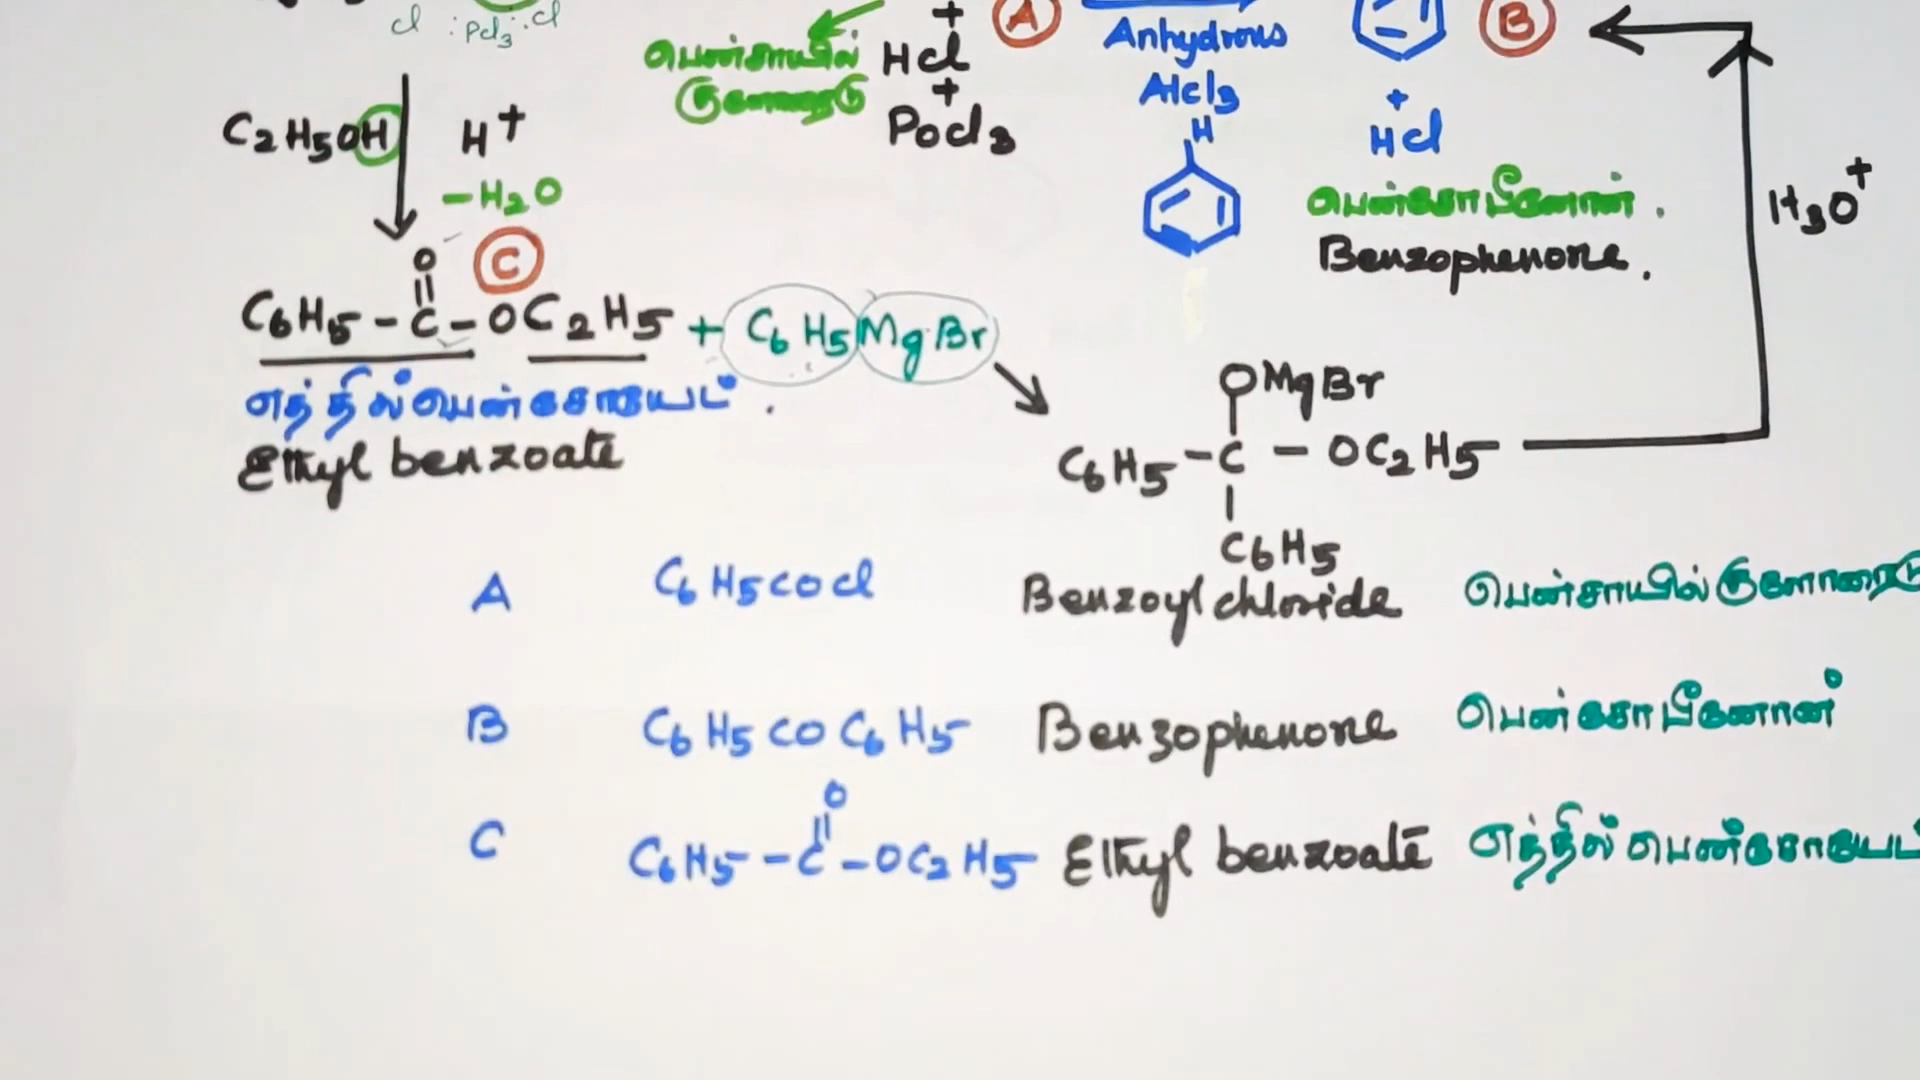 Cl :PCl3: Cl
C2H5OH H+
-H2O
பென்சாயில்
குளோரைடு
+
HCl
+
POCl3
A
Anhydrous
AlCl3
H
B
+
HCl
பென்சோபீனோன்.
Benzophenone.
H3O+
O
C
C6H5-C-OC2H5 + C6H5MgBr
எத்தில்பென்சோயேட்.
Ethyl benzoate
OMgBr
C6H5-C-OC2H5
C6H5
A C6H5COCl Benzoyl chloride பென்சாயில்குளோரைடு
B C6H5COC6H5 Benzophenone பென்சோபீனோன்
O
C C6H5-C-OC2H5 Ethyl benzoate எத்தில் பென்சோயேட்